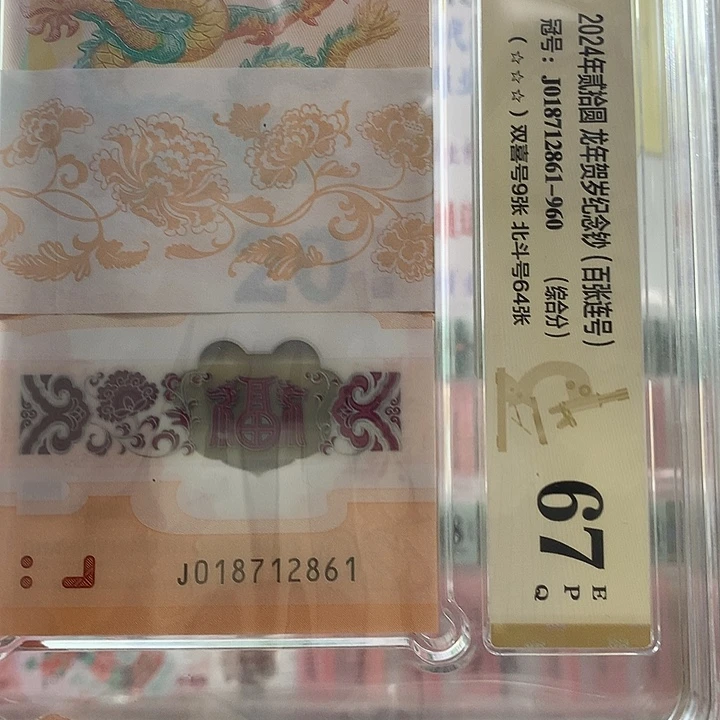 2024年贰拾圆 龙年贺岁纪念钞 (百张连号)
冠号: J018712861-960 (综合分)
(☆☆☆) 双喜号9张 北斗号64张
67
E
P
Q
20
福
J018712861